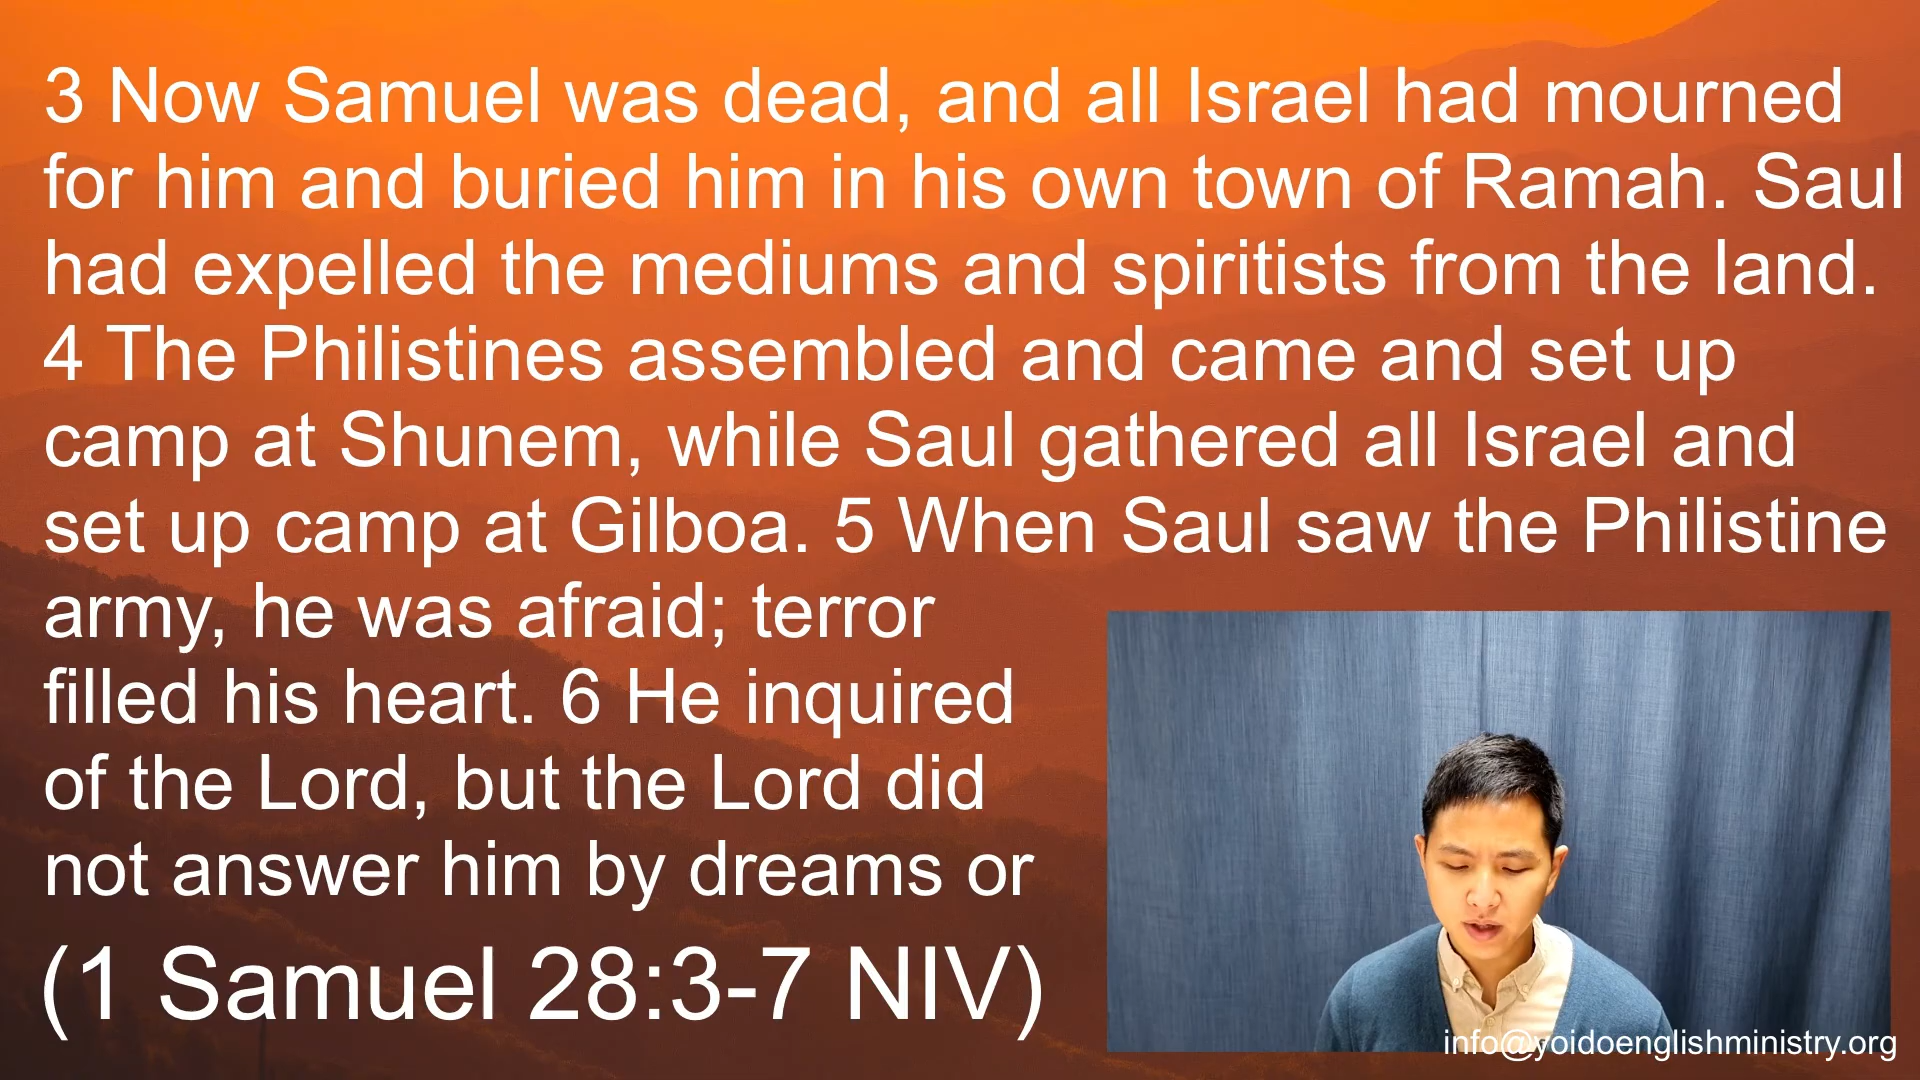 3 Now Samuel was dead, and all Israel had mourned
for him and buried him in his own town of Ramah. Saul
had expelled the mediums and spiritists from the land.
4 The Philistines assembled and came and set up
camp at Shunem, while Saul gathered all Israel and
set up camp at Gilboa. 5 When Saul saw the Philistine
army, he was afraid; terror
filled his heart. 6 He inquired
of the Lord, but the Lord did
not answer him by dreams or
(1 Samuel 28:3-7 NIV)
info@yoidoenglishministry.org